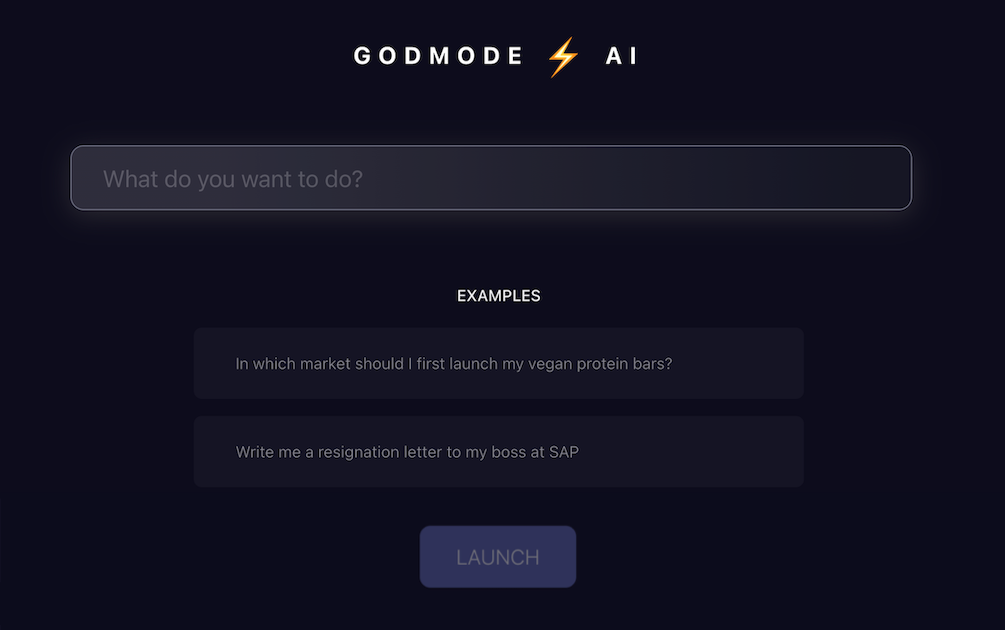 GODMODE ⚡ AI
What do you want to do?
EXAMPLES
In which market should I first launch my vegan protein bars?
Write me a resignation letter to my boss at SAP
LAUNCH